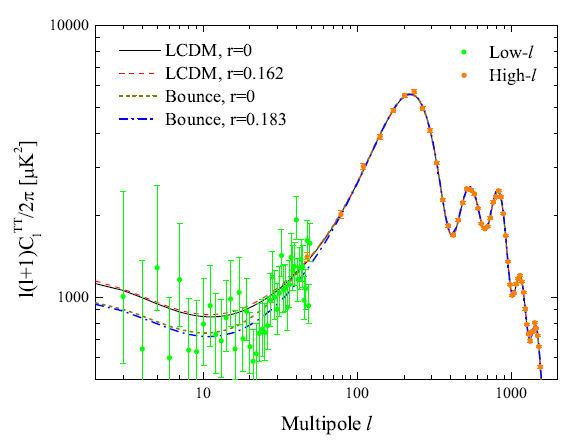 10000
LCDM, r=0
LCDM, r=0.162
Bounce, r=0
Bounce, r=0.183
Low-l
High-l
l(l+1)C_l^TT/2π [μK²]
1000
10
100
1000
Multipole l